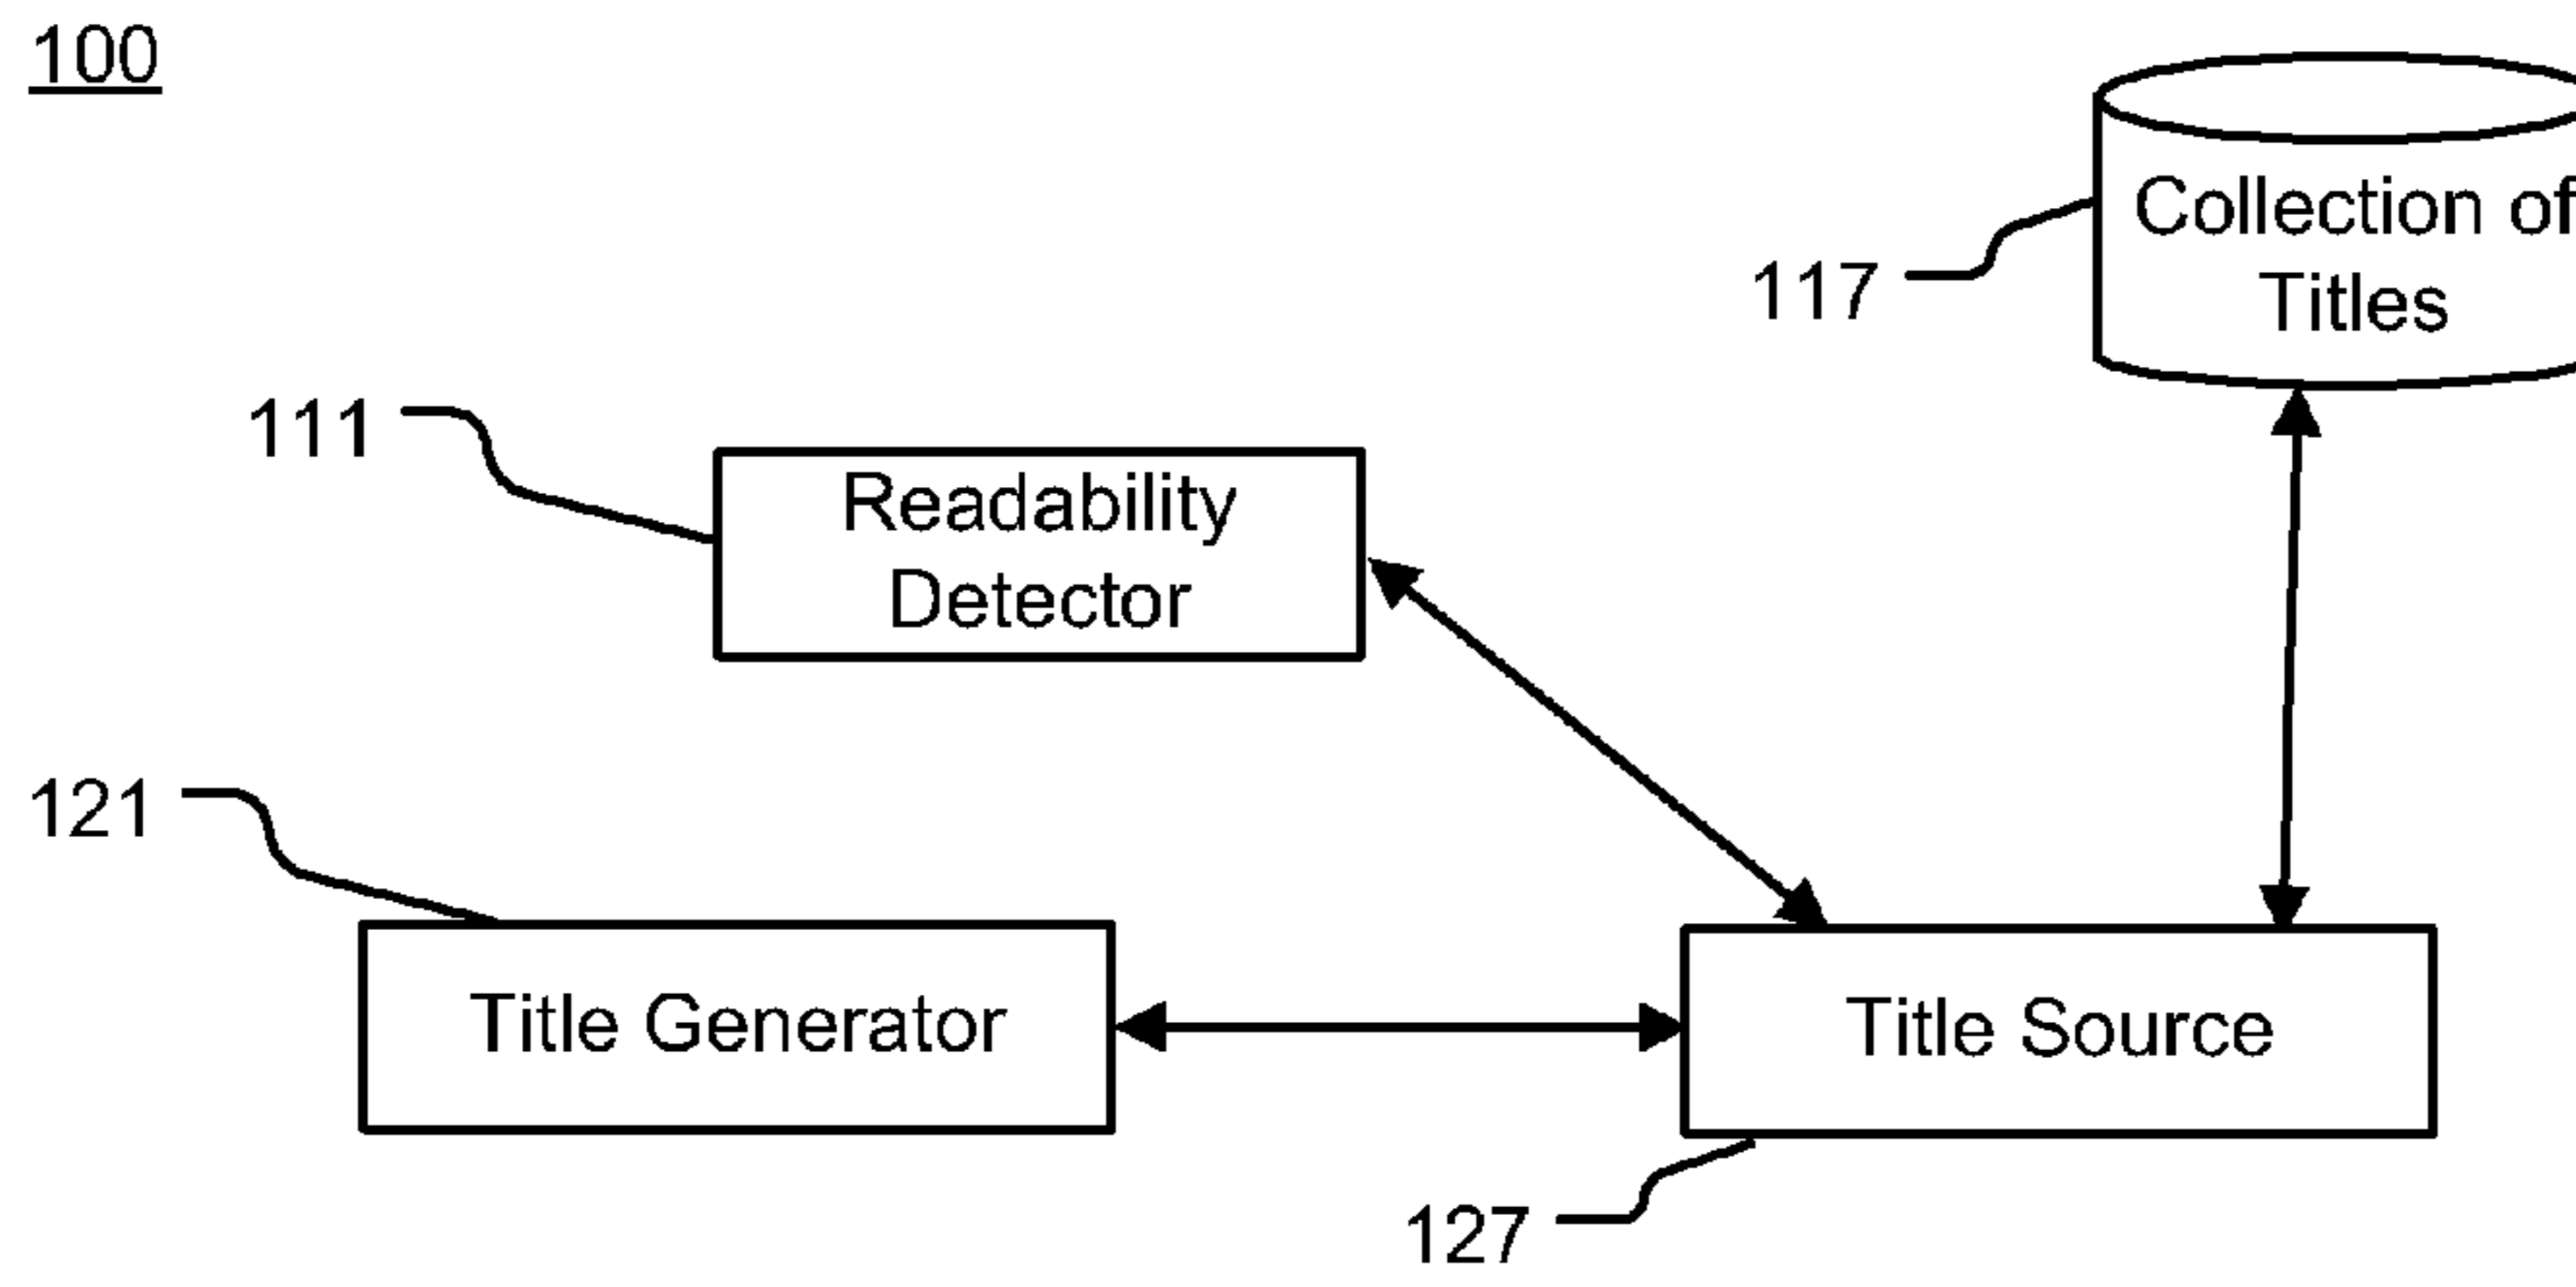 100
Collection of
Titles
117
111
Readability
Detector
121
Title Generator
Title Source
127